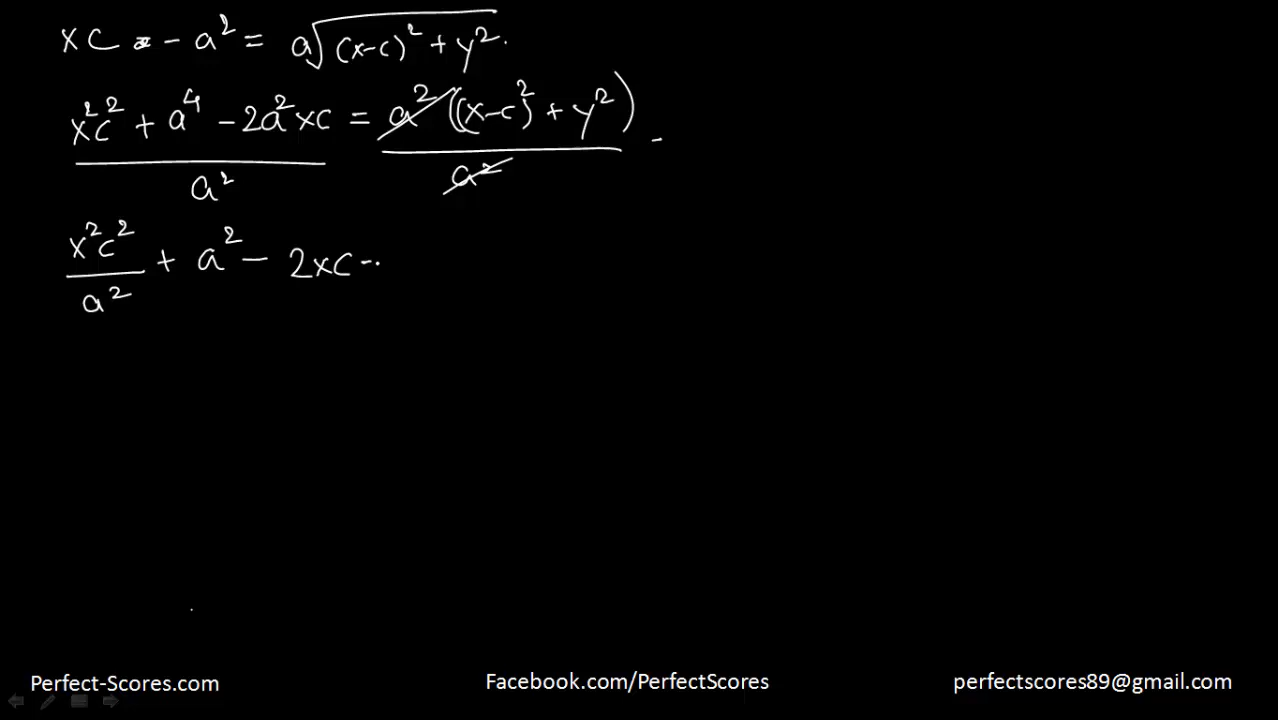 xc - a² = a√(x-c)² + y².
x²c² + a⁴ - 2a²xc = a²((x-c)² + y²)
a² a²
x²c² + a² - 2xc -
a²
Perfect-Scores.com Facebook.com/PerfectScores perfectscores89@gmail.com